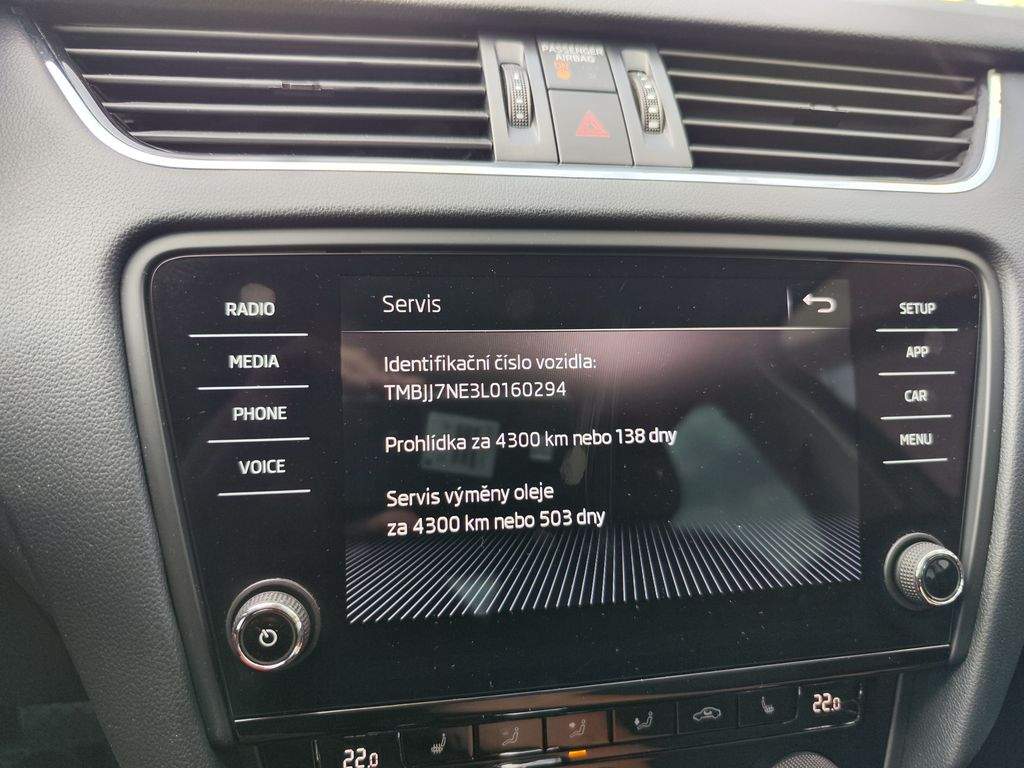 PASSENGER
AIRBAG
ON
RADIO
MEDIA
PHONE
VOICE
Servis
Identifikační číslo vozidla:
TMBJJ7NE3L0160294
Prohlídka za 4300 km nebo 138 dny
Servis výměny oleje
za 4300 km nebo 503 dny
SETUP
APP
CAR
MENU
22.0
22.0